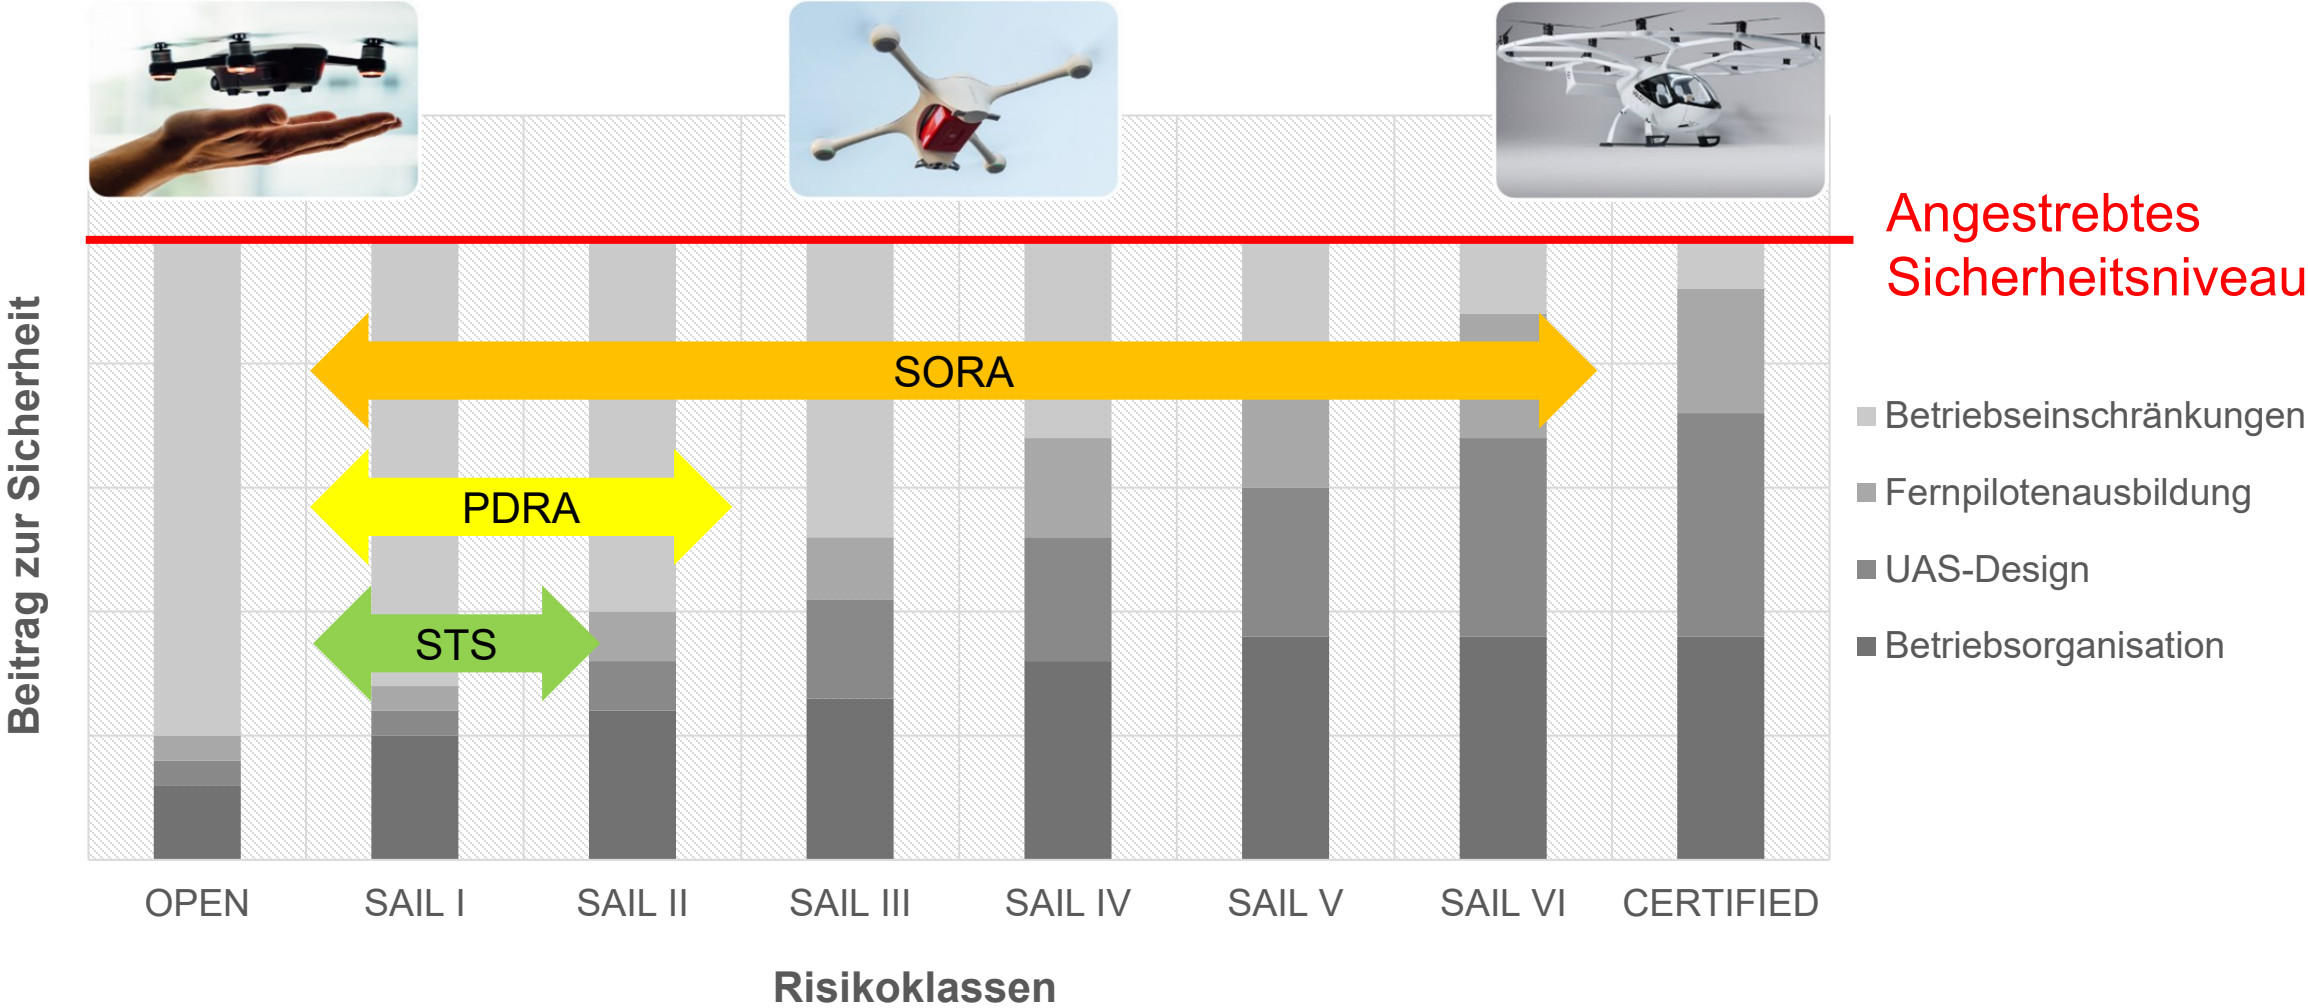 Angestrebtes
Sicherheitsniveau
Beitrag zur Sicherheit
SORA
PDRA
STS
Betriebseinschränkungen
Fernpilotenausbildung
UAS-Design
Betriebsorganisation
OPEN
SAIL I
SAIL II
SAIL III
SAIL IV
SAIL V
SAIL VI
CERTIFIED
Risikoklassen